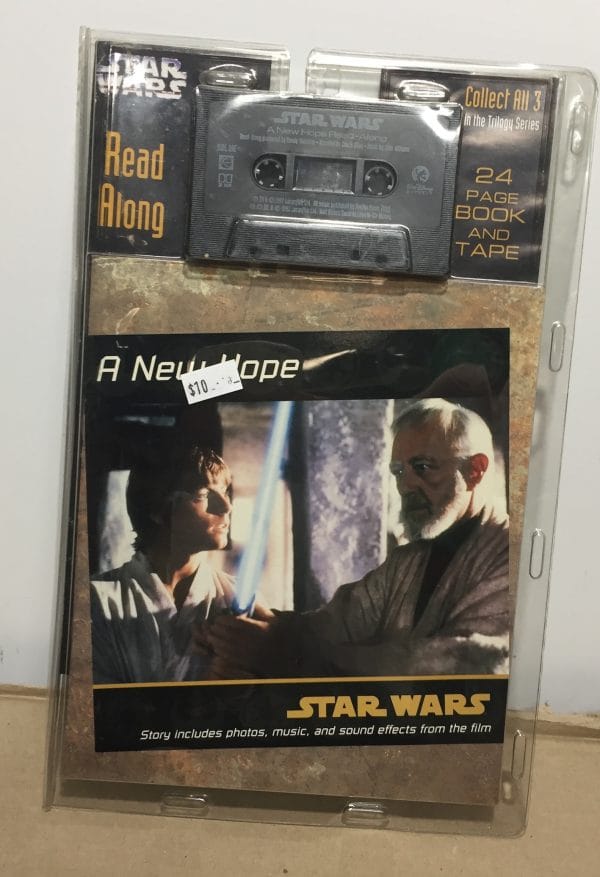 STAR
WARS
Read
Along
STAR WARS
A New Hope Read-Along
Collect All 3
in the Trilogy Series
24
PAGE
BOOK
AND
TAPE
A New Hope
$10
STAR WARS
Story includes photos, music, and sound effects from the film